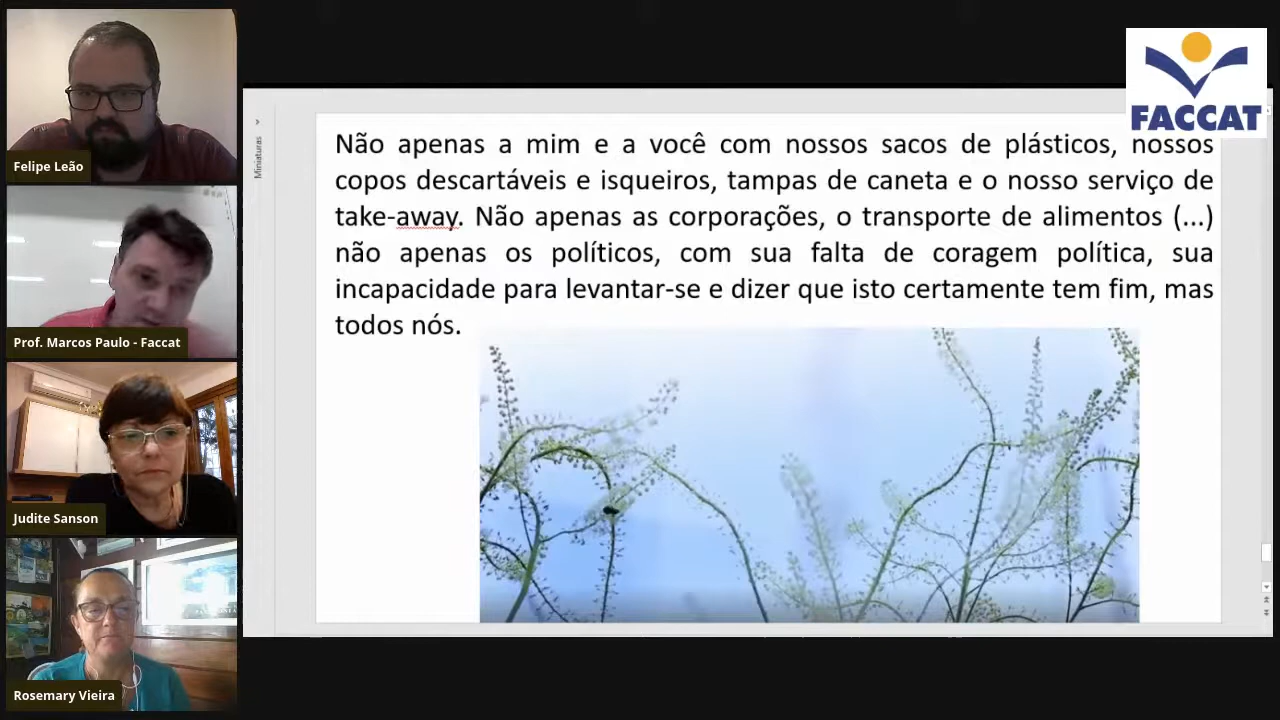 Felipe Leão
Prof. Marcos Paulo - Faccat
Judite Sanson
Rosemary Vieira
Miniaturas
FACCAT
Não apenas a mim e a você com nossos sacos de plásticos, nossos
copos descartáveis e isqueiros, tampas de caneta e o nosso serviço de
take-away. Não apenas as corporações, o transporte de alimentos (...)
não apenas os políticos, com sua falta de coragem política, sua
incapacidade para levantar-se e dizer que isto certamente tem fim, mas
todos nós.